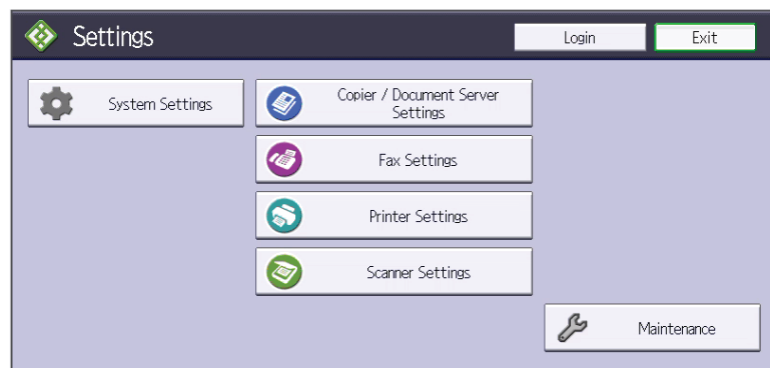 Settings
Login
Exit
System Settings
Copier / Document Server
Settings
Fax Settings
Printer Settings
Scanner Settings
Maintenance